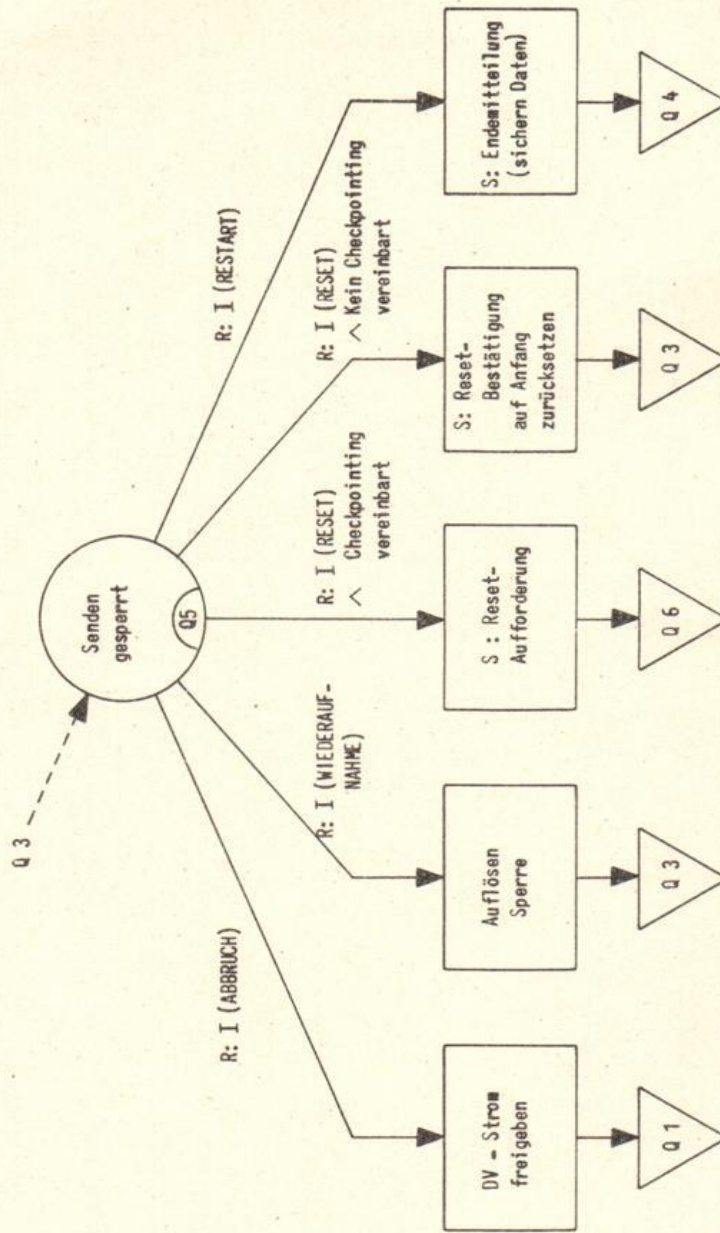 Q 3
Senden
gesperrt
Q5
R: I (ABBRUCH)
R: I (WIEDERAUF-
NAHME)
R: I (RESET)
∧ Checkpointing
vereinbart
R: I (RESET)
∧ Kein Checkpointing
vereinbart
R: I (RESTART)
DV - Strom
freigeben
Auflösen
Sperre
S : Reset-
Aufforderung
S: Reset-
Bestätigung
auf Anfang
zurücksetzen
S: Endemitteilung
(sichern Daten)
Q 1
Q 3
Q 6
Q 3
Q 4